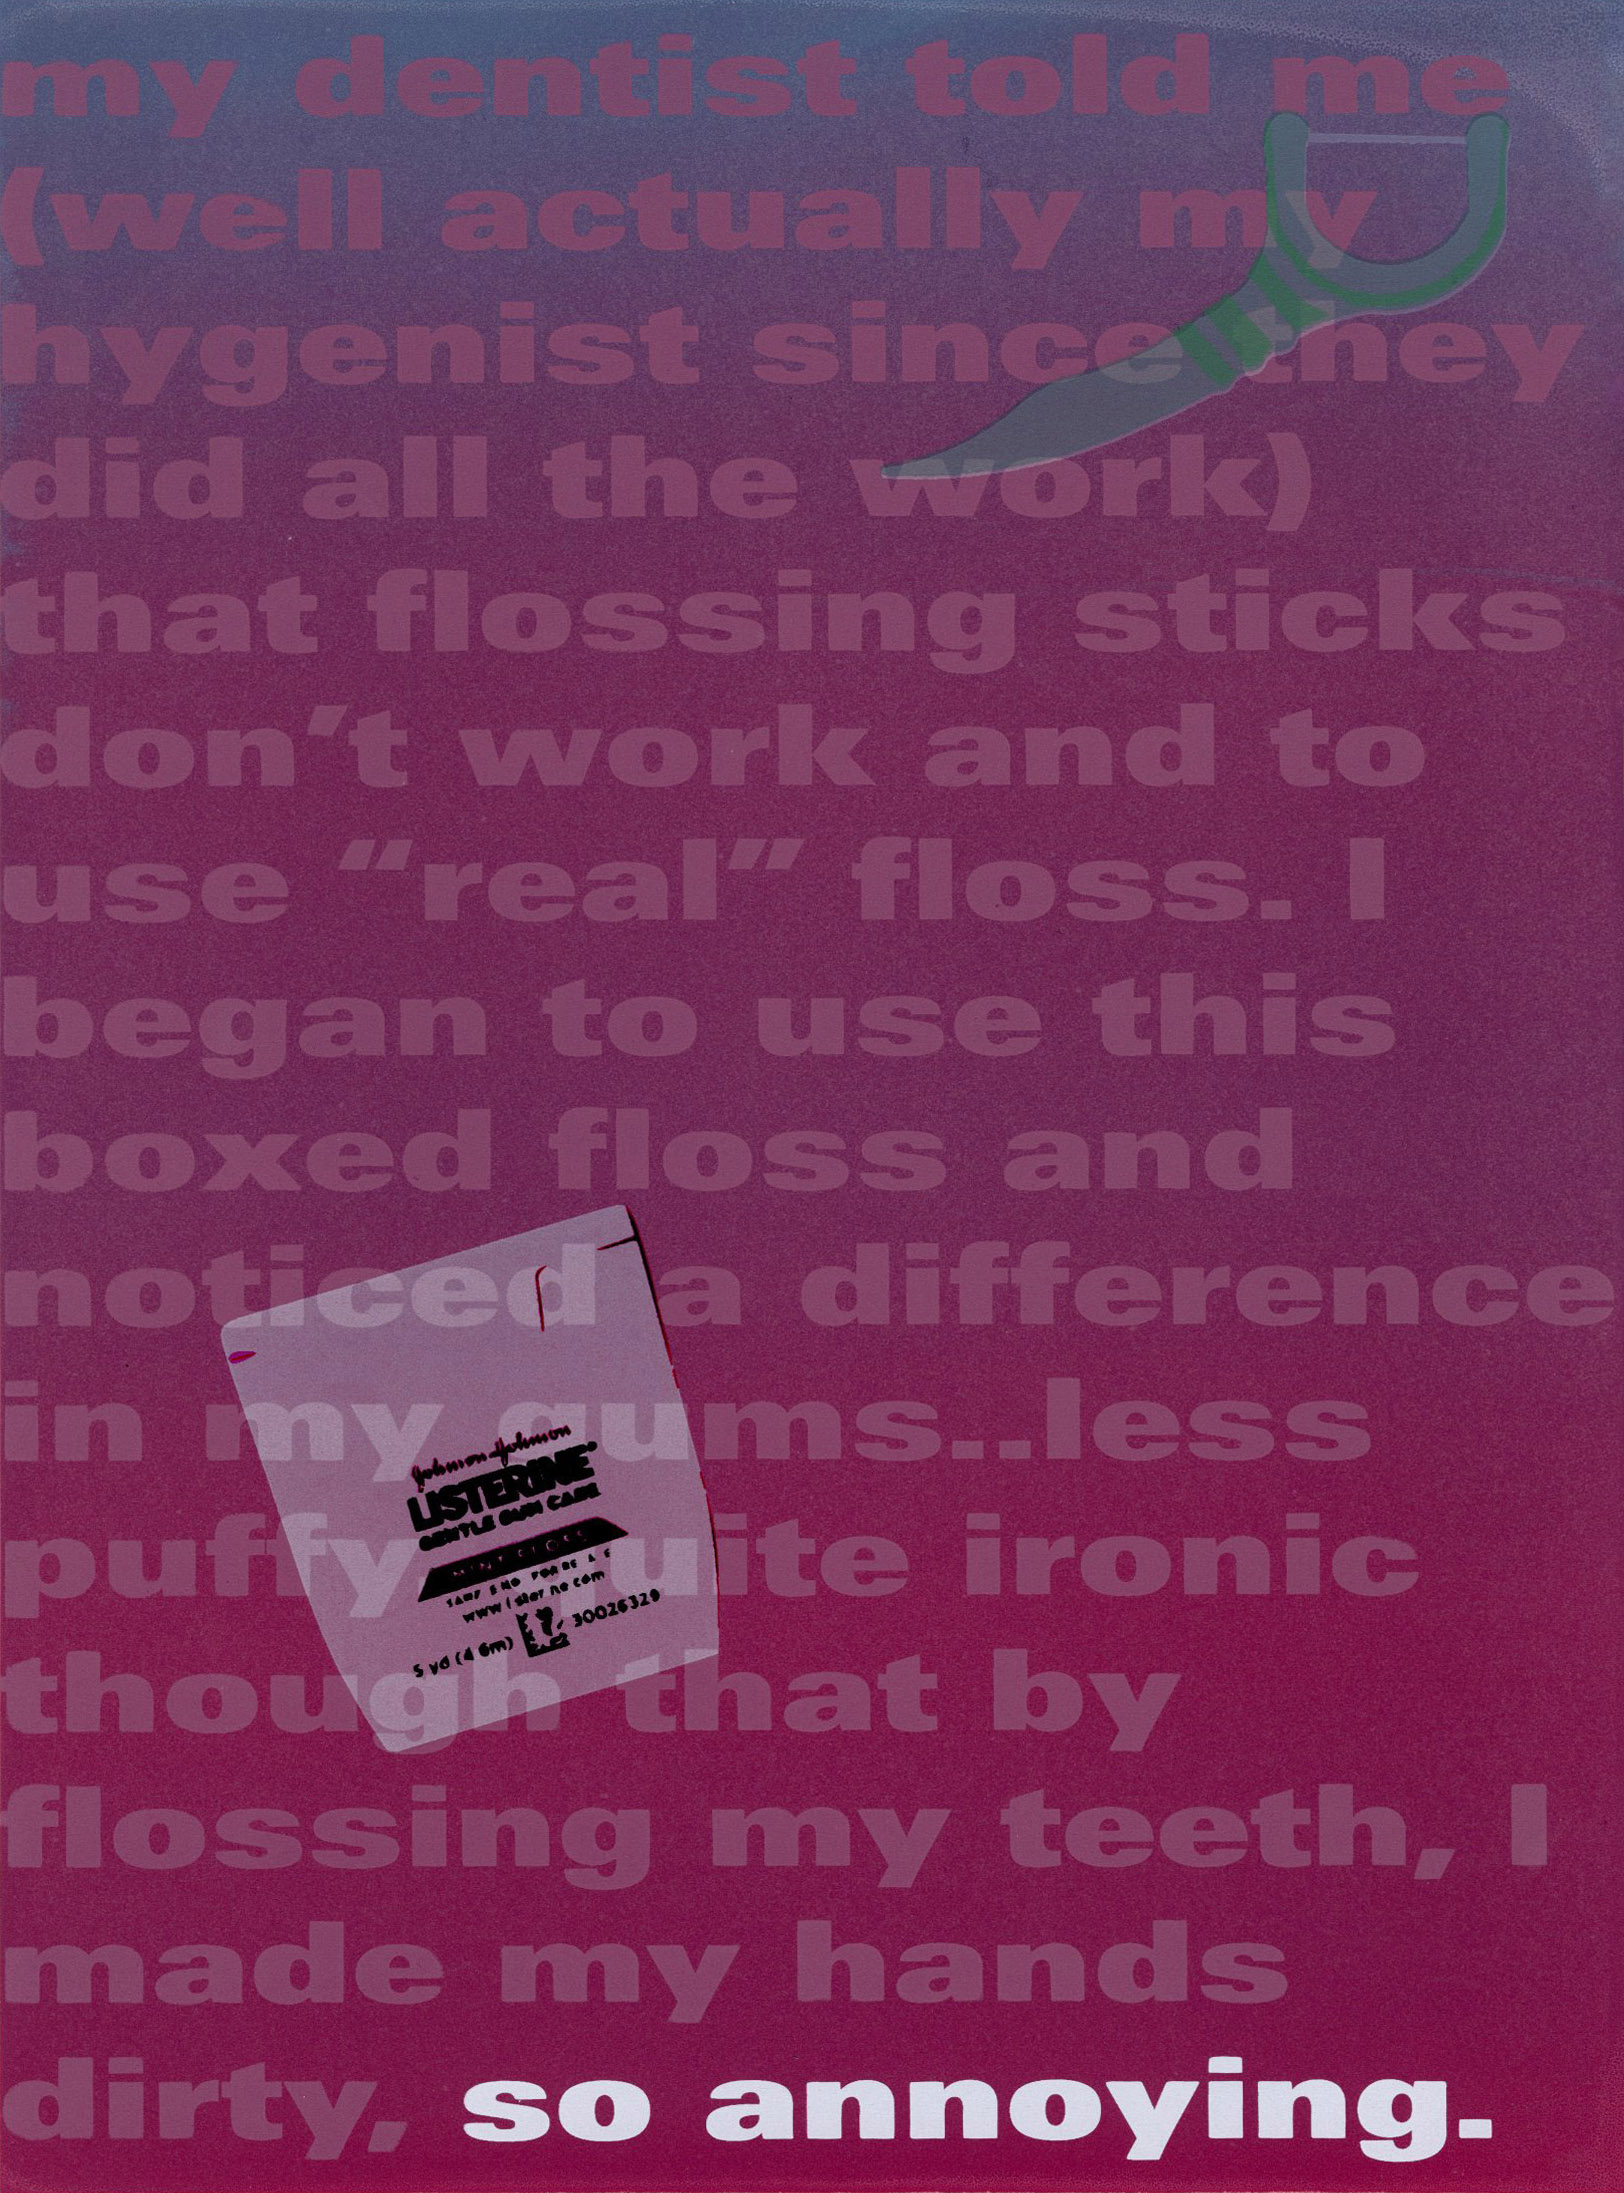 my dentist told me
(well actually my
hygenist since they
did all the work)
that flossing sticks
don't work and to
use “real” floss. I
began to use this
boxed floss and
noticed a difference
in my gums..less
puffy quite ironic
though that by
flossing my teeth, I
made my hands
dirty, so annoying.
Johnson & Johnson
LISTERINE®
GENTLE GUM CARE
MINT FLOSS
www.listerine.com
5 yd (4.6m) 30026329